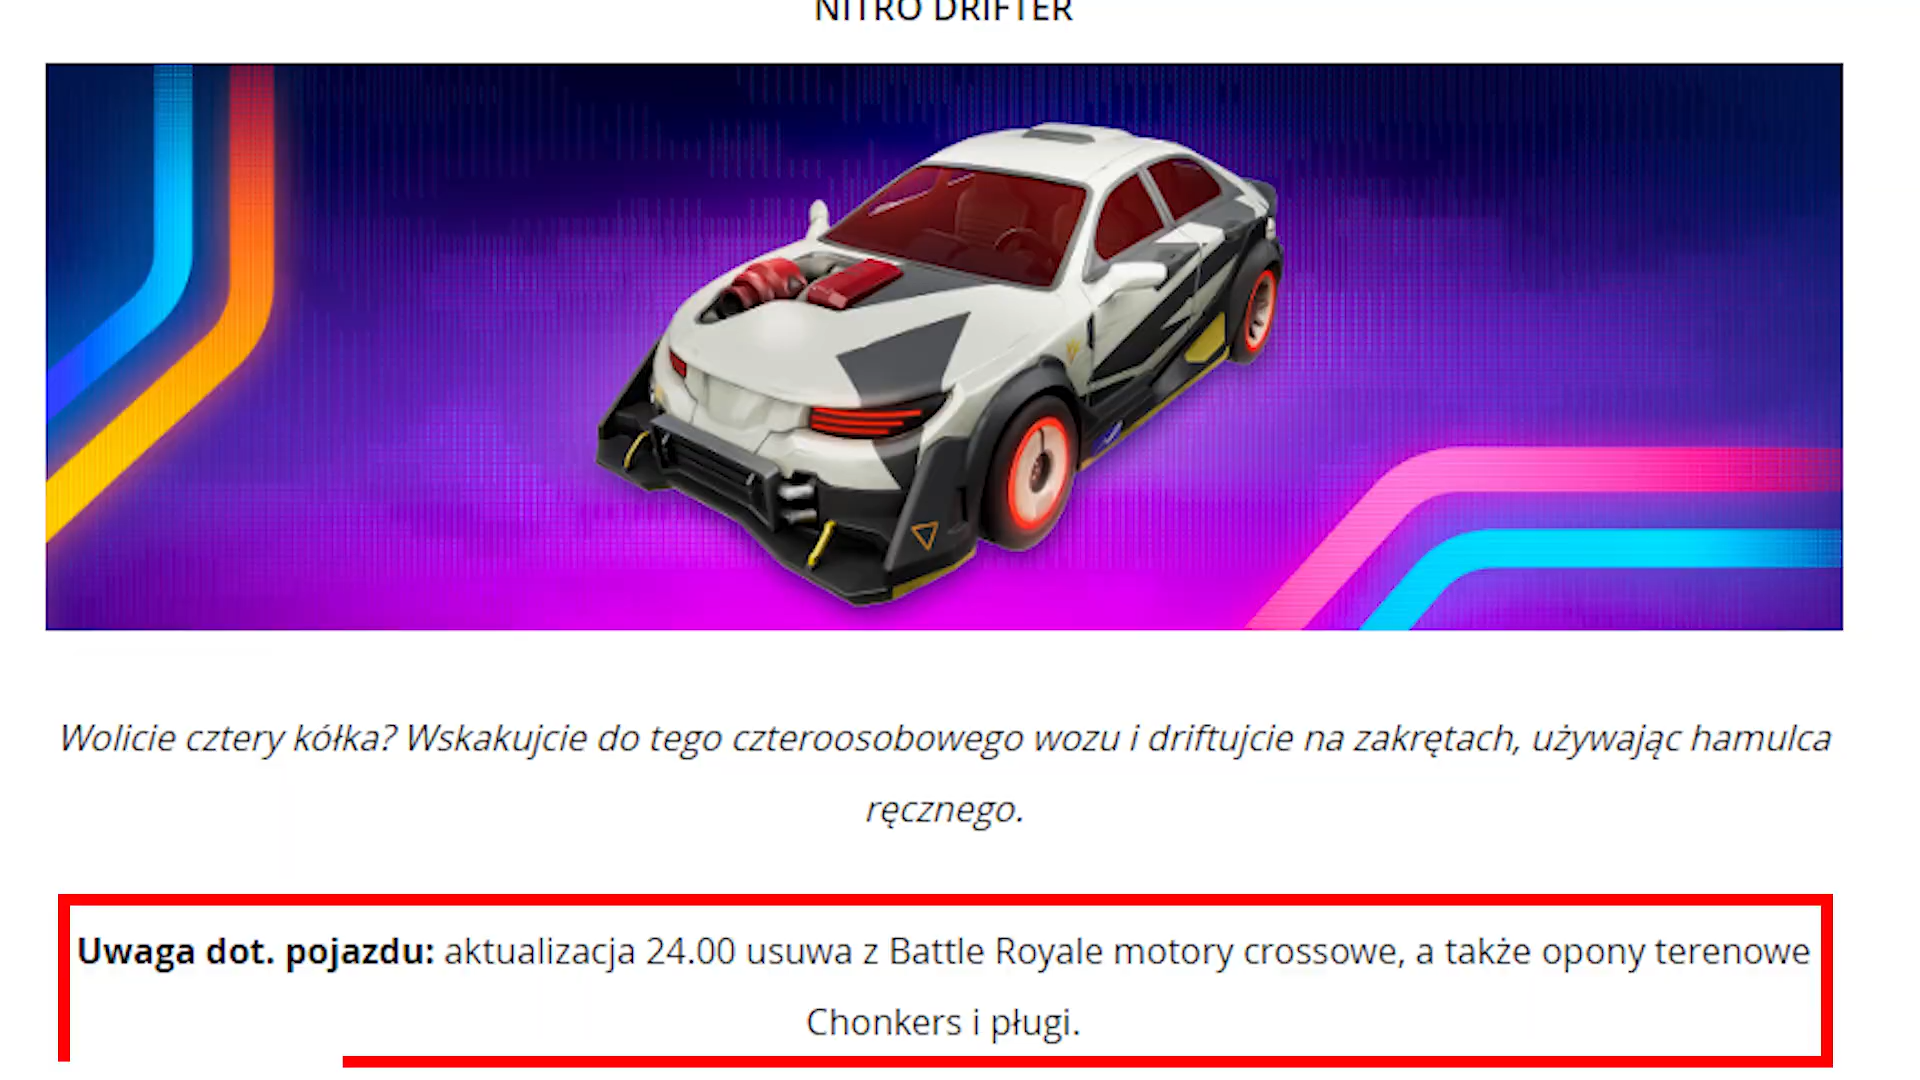 NITRO DRIFTER
Wolicie cztery kółka? Wskakujcie do tego czteroosobowego wozu i driftujcie na zakrętach, używając hamulca
ręcznego.
Uwaga dot. pojazdu: aktualizacja 24.00 usuwa z Battle Royale motory crossowe, a także opony terenowe
Chonkers i pługi.